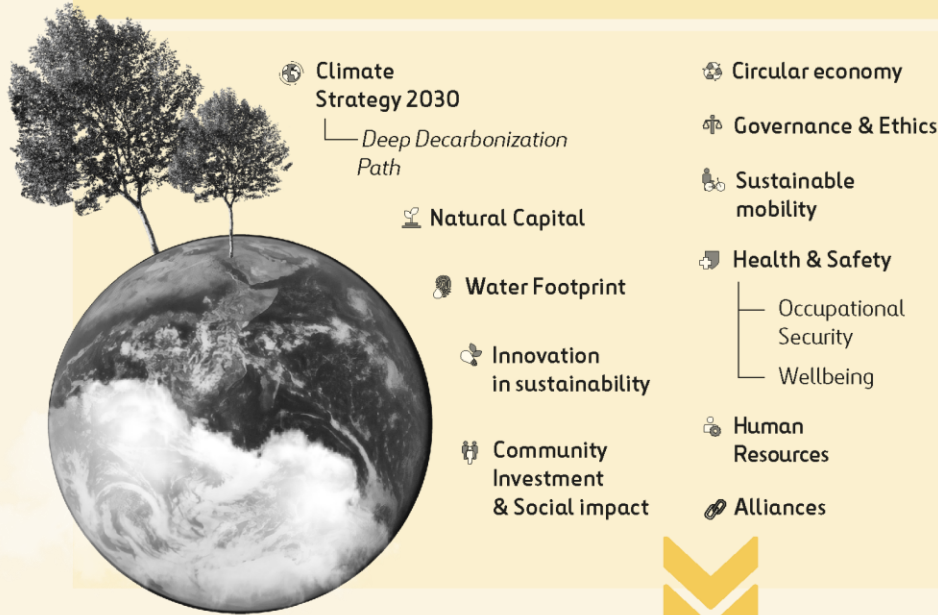 Climate
Strategy 2030
Deep Decarbonization
Path
Natural Capital
Water Footprint
Innovation
in sustainability
Community
Investment
& Social impact
Circular economy
Governance & Ethics
Sustainable
mobility
Health & Safety
Occupational
Security
Wellbeing
Human
Resources
Alliances